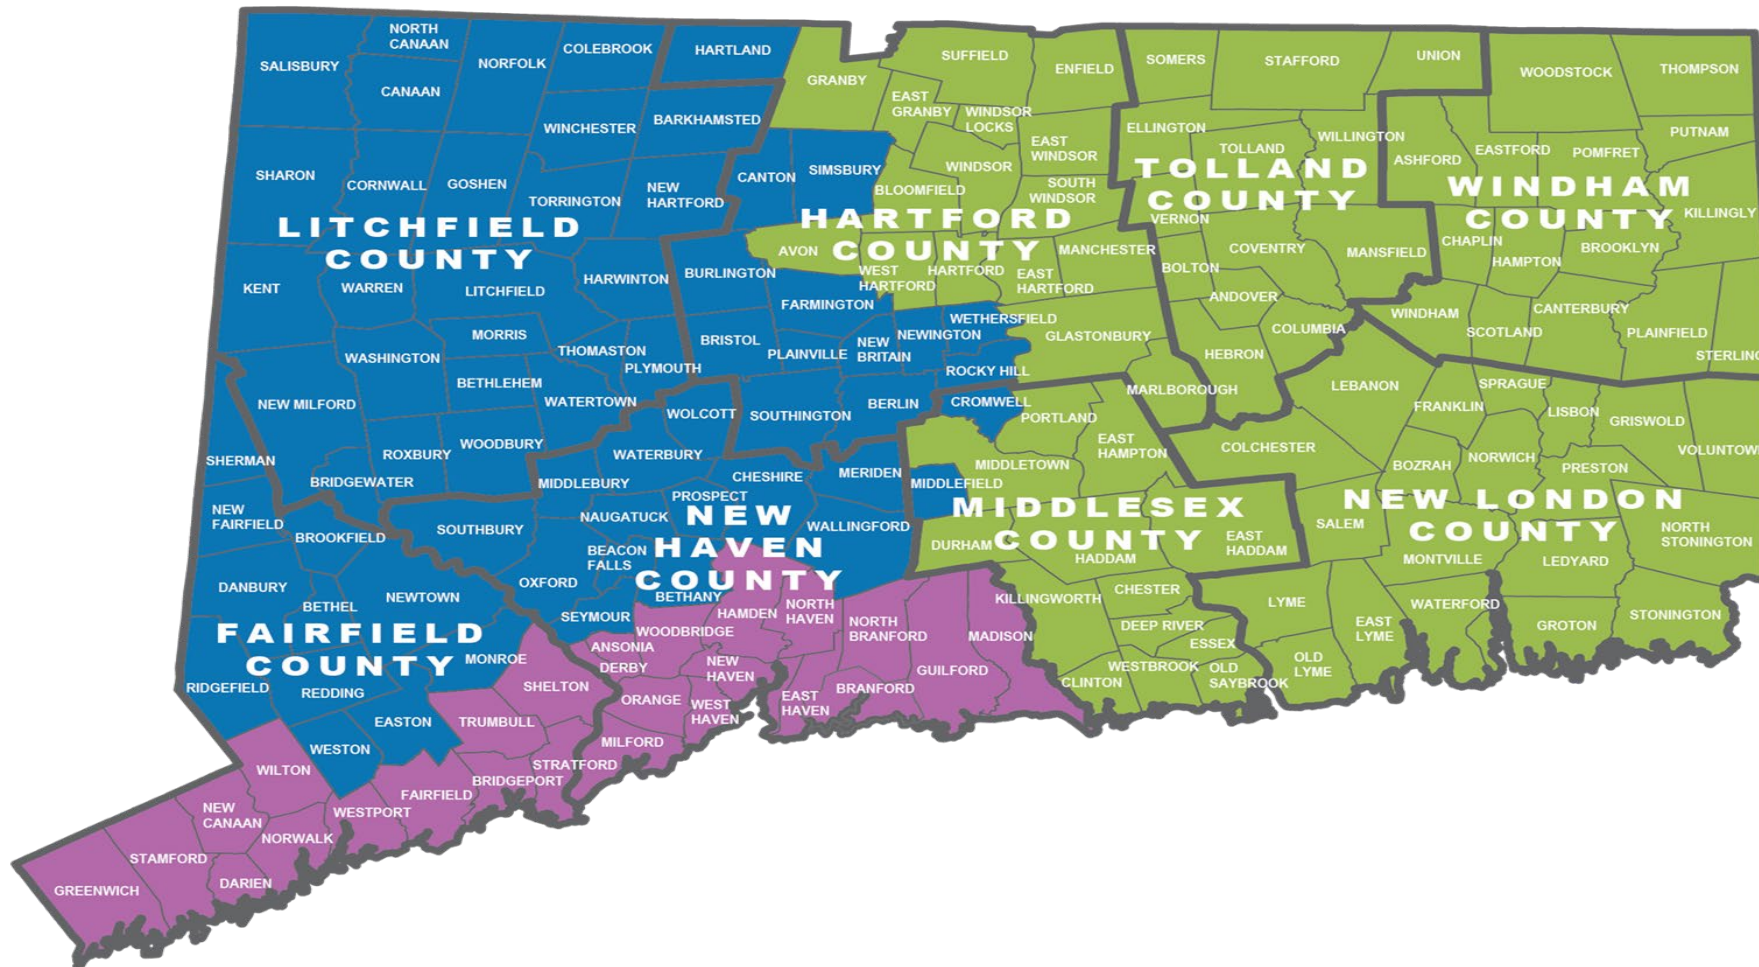 LITCHFIELD
COUNTY
SALISBURY
NORTH
CANAAN
CANAAN
NORFOLK
COLEBROOK
WINCHESTER
BARKHAMSTED
SHARON
CORNWALL
GOSHEN
TORRINGTON
NEW
HARTFORD
KENT
WARREN
LITCHFIELD
HARWINTON
MORRIS
WASHINGTON
THOMASTON
PLYMOUTH
BETHLEHEM
WATERTOWN
NEW MILFORD
ROXBURY
WOODBURY
BRIDGEWATER
HARTFORD
COUNTY
HARTLAND
GRANBY
SUFFIELD
ENFIELD
EAST
GRANBY
WINDSOR
LOCKS
EAST
WINDSOR
CANTON
SIMSBURY
WINDSOR
BLOOMFIELD
SOUTH
WINDSOR
AVON
WEST
HARTFORD
HARTFORD
EAST
HARTFORD
MANCHESTER
BURLINGTON
FARMINGTON
WETHERSFIELD
NEWINGTON
GLASTONBURY
BRISTOL
PLAINVILLE
NEW
BRITAIN
ROCKY HILL
MARLBOROUGH
SOUTHINGTON
BERLIN
TOLLAND
COUNTY
SOMERS
STAFFORD
UNION
ELLINGTON
TOLLAND
WILLINGTON
VERNON
COVENTRY
MANSFIELD
BOLTON
ANDOVER
COLUMBIA
HEBRON
WINDHAM
COUNTY
WOODSTOCK
THOMPSON
PUTNAM
ASHFORD
EASTFORD
POMFRET
KILLINGLY
CHAPLIN
HAMPTON
BROOKLYN
WINDHAM
SCOTLAND
CANTERBURY
PLAINFIELD
STERLING
FAIRFIELD
COUNTY
SHERMAN
NEW
FAIRFIELD
BROOKFIELD
DANBURY
BETHEL
NEWTOWN
RIDGEFIELD
REDDING
MONROE
SHELTON
EASTON
TRUMBULL
WESTON
WILTON
STRATFORD
BRIDGEPORT
FAIRFIELD
WESTPORT
NEW
CANAAN
NORWALK
STAMFORD
DARIEN
GREENWICH
NEW
HAVEN
COUNTY
WOLCOTT
WATERBURY
MIDDLEBURY
CHESHIRE
MERIDEN
PROSPECT
NAUGATUCK
SOUTHBURY
WALLINGFORD
BEACON
FALLS
OXFORD
BETHANY
SEYMOUR
HAMDEN
NORTH
HAVEN
WOODBRIDGE
ANSONIA
DERBY
NORTH
BRANFORD
MADISON
NEW
HAVEN
GUILFORD
ORANGE
WEST
HAVEN
EAST
HAVEN
BRANFORD
MILFORD
MIDDLESEX
COUNTY
CROMWELL
PORTLAND
EAST
HAMPTON
MIDDLETOWN
MIDDLEFIELD
DURHAM
HADDAM
EAST
HADDAM
KILLINGWORTH
CHESTER
DEEP RIVER
ESSEX
WESTBROOK
OLD
SAYBROOK
CLINTON
NEW LONDON
COUNTY
LEBANON
SPRAGUE
FRANKLIN
LISBON
GRISWOLD
COLCHESTER
VOLUNTOWN
BOZRAH
NORWICH
PRESTON
SALEM
NORTH
STONINGTON
MONTVILLE
LEDYARD
LYME
EAST
LYME
WATERFORD
GROTON
STONINGTON
OLD
LYME